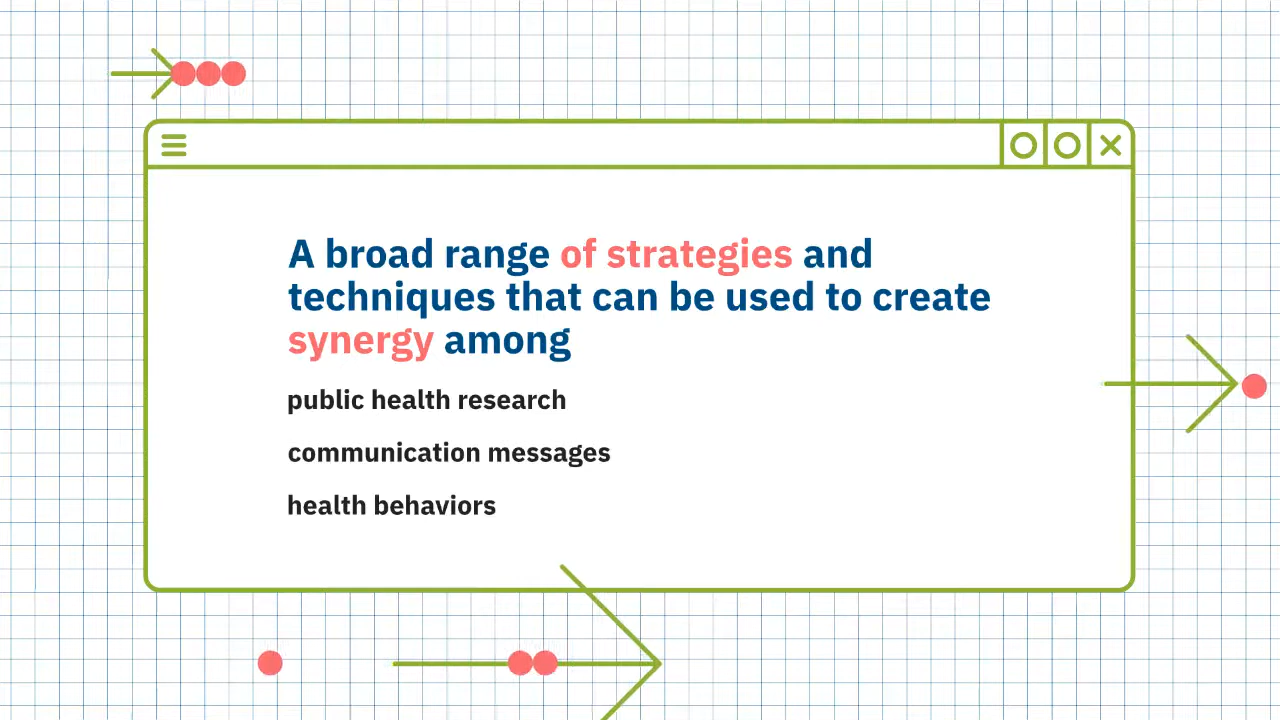 A broad range of strategies and
techniques that can be used to create
synergy among
public health research
communication messages
health behaviors